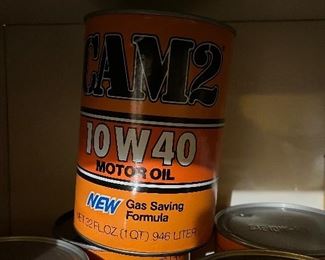 CAM2
10W40
MOTOR OIL
NEW Gas Saving
Formula
NET 32 FL.OZ. (1 QT) 946 LITER